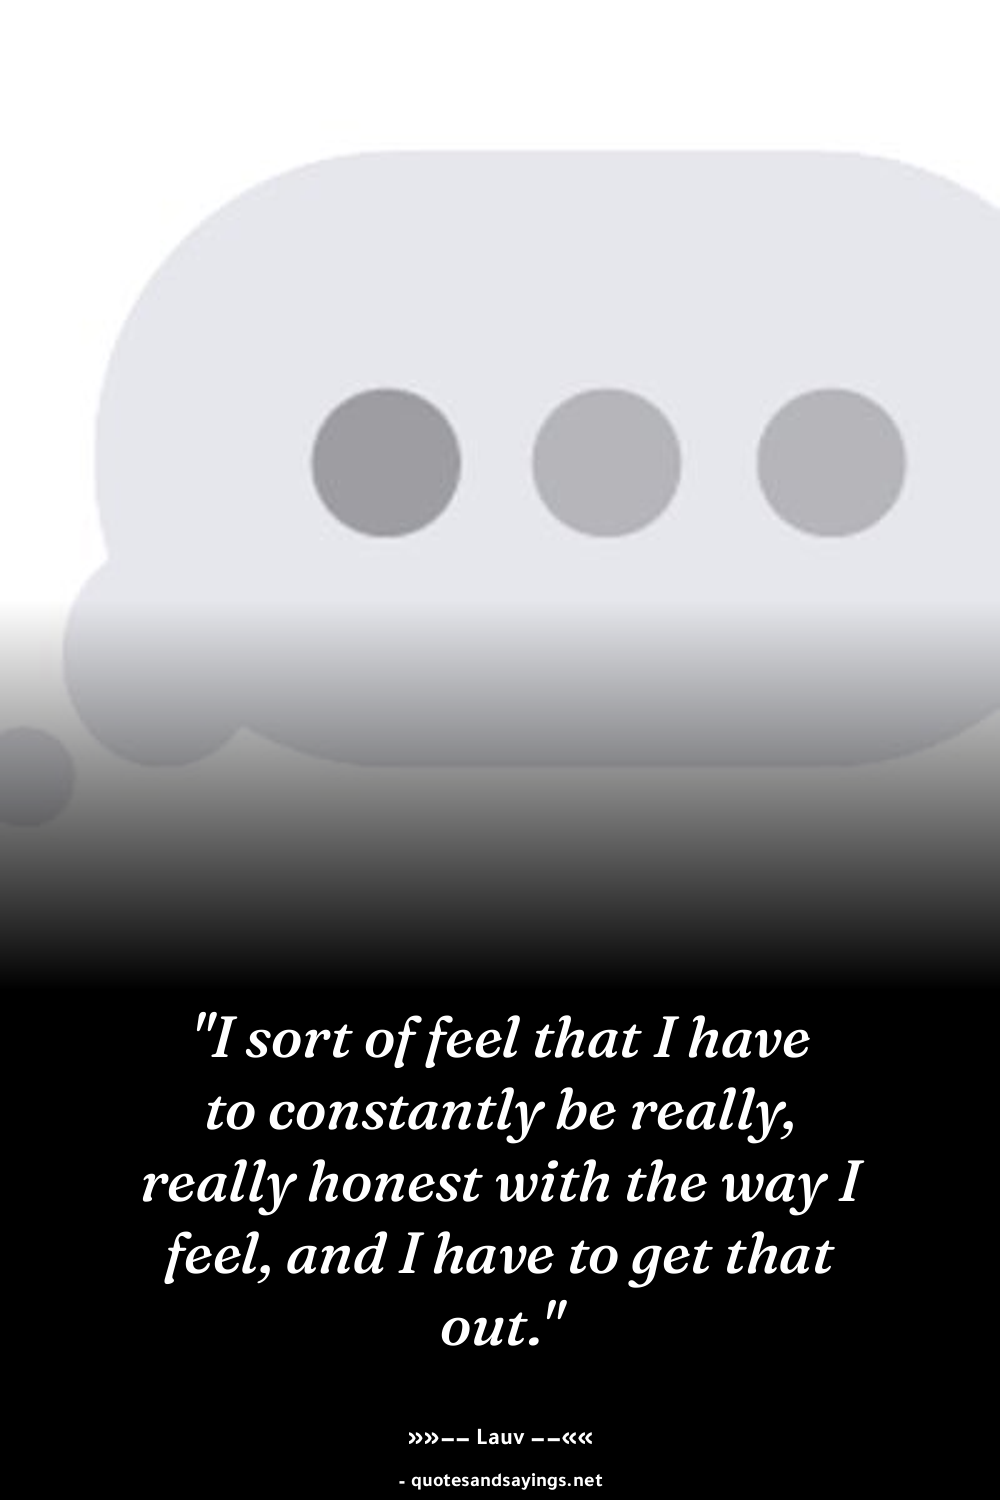 "I sort of feel that I have
to constantly be really,
really honest with the way I
feel, and I have to get that
out."
»»−− Lauv −−««
- quotesandsayings.net